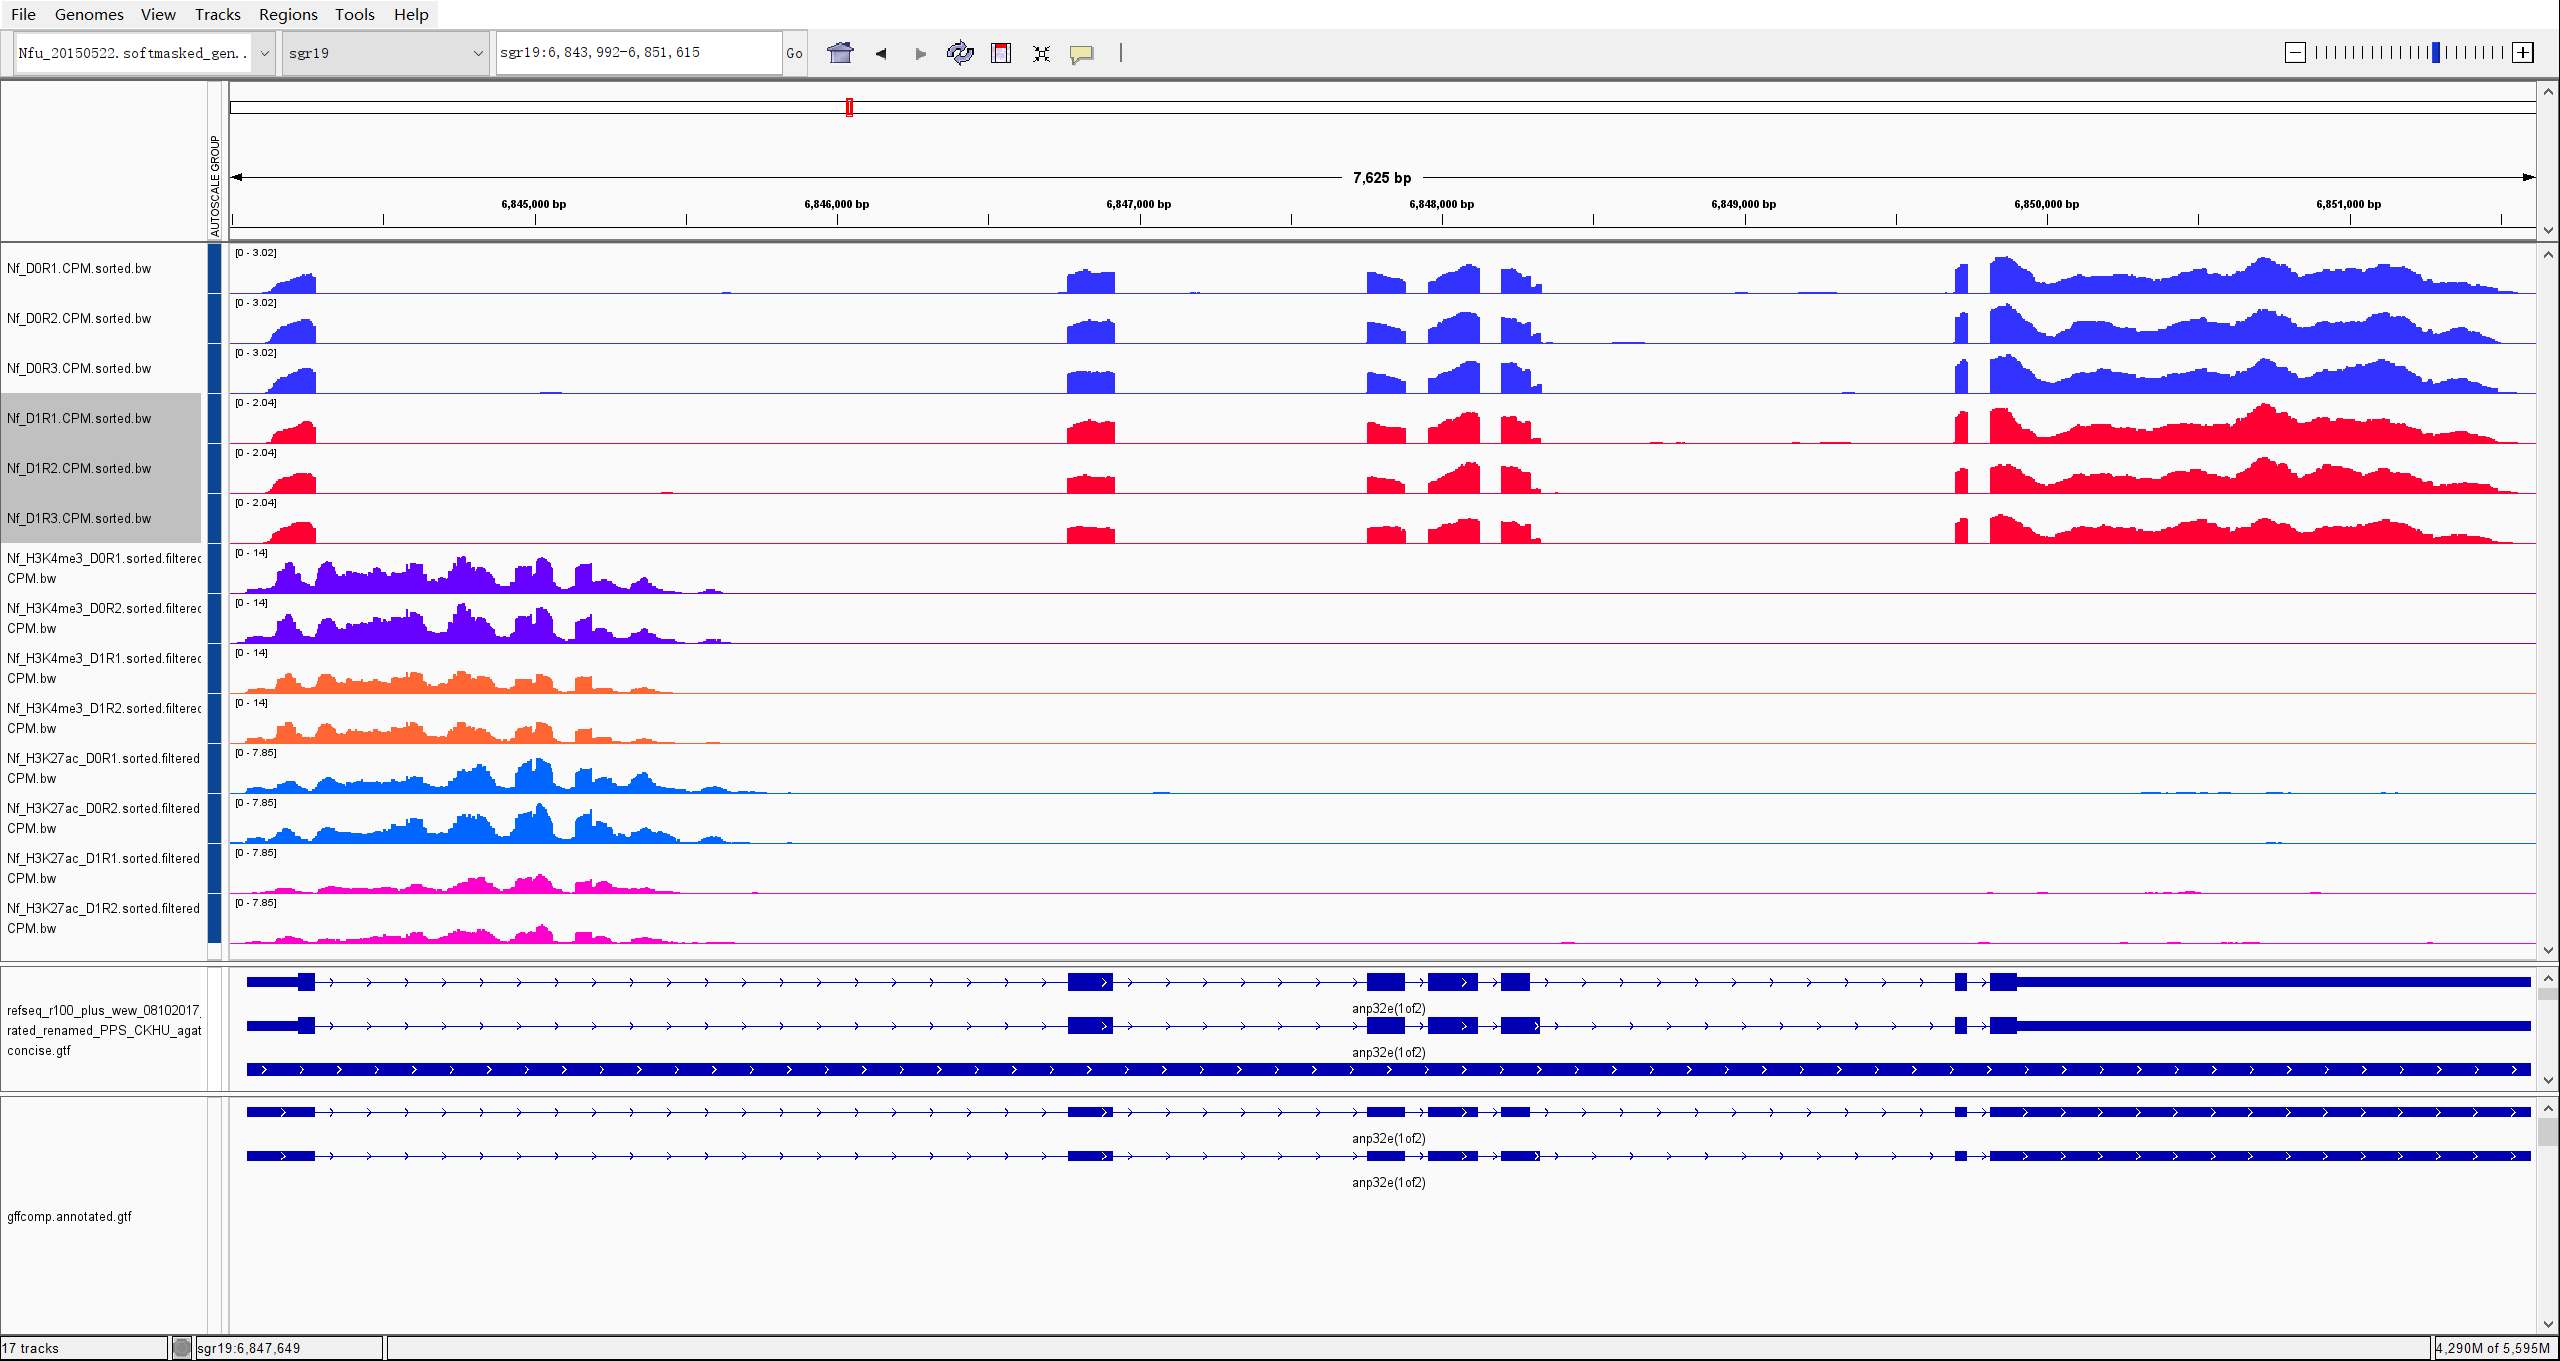 File Genomes View Tracks Regions Tools Help
Nfu_20150522.softmasked_gen.. sgr19 sgr19:6,843,992-6,851,615 Go
AUTOSCALE GROUP
7,625 bp
6,845,000 bp 6,846,000 bp 6,847,000 bp 6,848,000 bp 6,849,000 bp 6,850,000 bp 6,851,000 bp
Nf_D0R1.CPM.sorted.bw [0 - 3.02]
Nf_D0R2.CPM.sorted.bw [0 - 3.02]
Nf_D0R3.CPM.sorted.bw [0 - 3.02]
Nf_D1R1.CPM.sorted.bw [0 - 2.04]
Nf_D1R2.CPM.sorted.bw [0 - 2.04]
Nf_D1R3.CPM.sorted.bw [0 - 2.04]
Nf_H3K4me3_D0R1.sorted.filtered [0 - 14]
CPM.bw
Nf_H3K4me3_D0R2.sorted.filtered [0 - 14]
CPM.bw
Nf_H3K4me3_D1R1.sorted.filtered [0 - 14]
CPM.bw
Nf_H3K4me3_D1R2.sorted.filtered [0 - 14]
CPM.bw
Nf_H3K27ac_D0R1.sorted.filtered [0 - 7.85]
CPM.bw
Nf_H3K27ac_D0R2.sorted.filtered [0 - 7.85]
CPM.bw
Nf_H3K27ac_D1R1.sorted.filtered [0 - 7.85]
CPM.bw
Nf_H3K27ac_D1R2.sorted.filtered [0 - 7.85]
CPM.bw
refseq_r100_plus_wew_08102017_
rated_renamed_PPS_CKHU_agat
concise.gtf
anp32e(1of2)
anp32e(1of2)
gffcomp.annotated.gtf
anp32e(1of2)
anp32e(1of2)
17 tracks sgr19:6,847,649 4,290M of 5,595M